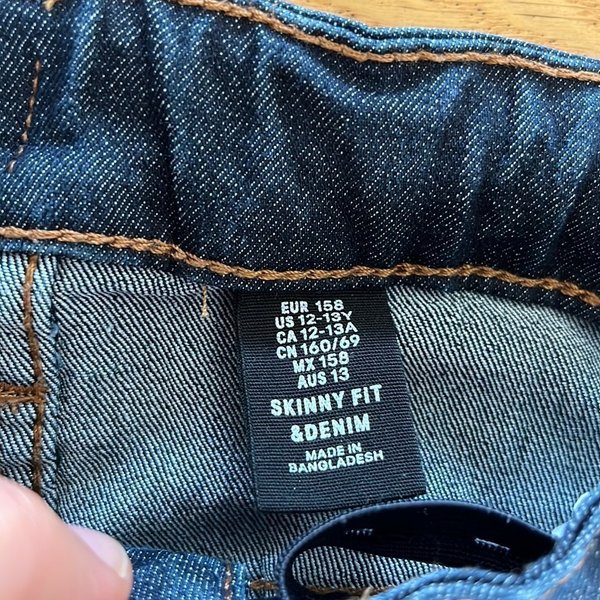 EUR 158
US 12-13Y
CA 12-13A
CN 160/69
MX 158
AUS 13
SKINNY FIT
&DENIM
MADE IN
BANGLADESH